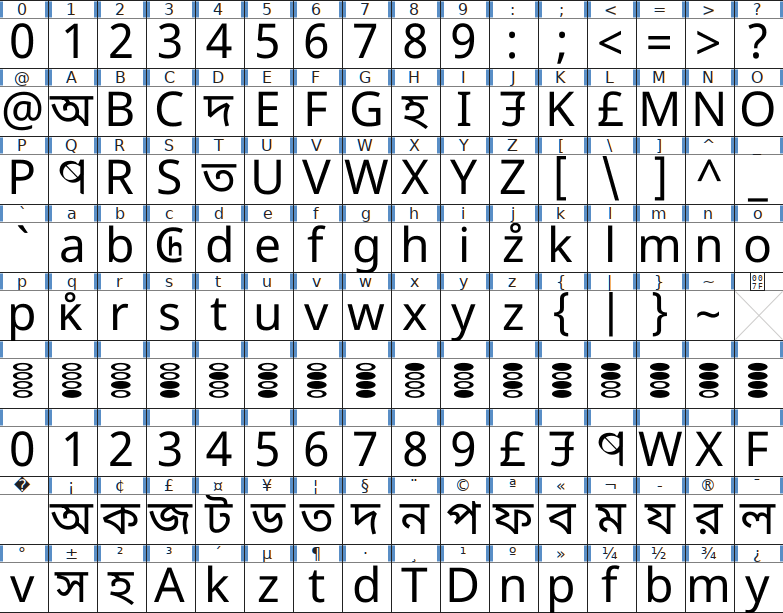 0 1 2 3 4 5 6 7 8 9 : ; < = > ?
0 1 2 3 4 5 6 7 8 9 : ; < = > ?
@ A B C D E F G H I J K L M N O
@ অ B C দ E F G হ I K £ M N O
P Q R S T U V W X Y Z [ \ ] ^ _
P R S ত U V W X Y Z [ \ ] ^ _
` a b c d e f g h i j k l m n o
` a b d e f g h i z̊ k l m n o
p q r s t u v w x y z { | } ~
p k̊ r s t u v w x y z { | } ~
0 1 2 3 4 5 6 7 8 9 £ W X F
� ¡ ¢ £ ¤ ¥ ¦ § ¨ © ª « ¬ - ® ¯
অ ক জ ট ড ত দ ন প ফ ব ম য র ল
° ± ² ³ ´ µ ¶ · ¸ ¹ º » ¼ ½ ¾ ¿
v স হ A k z t d T D n p f b m y